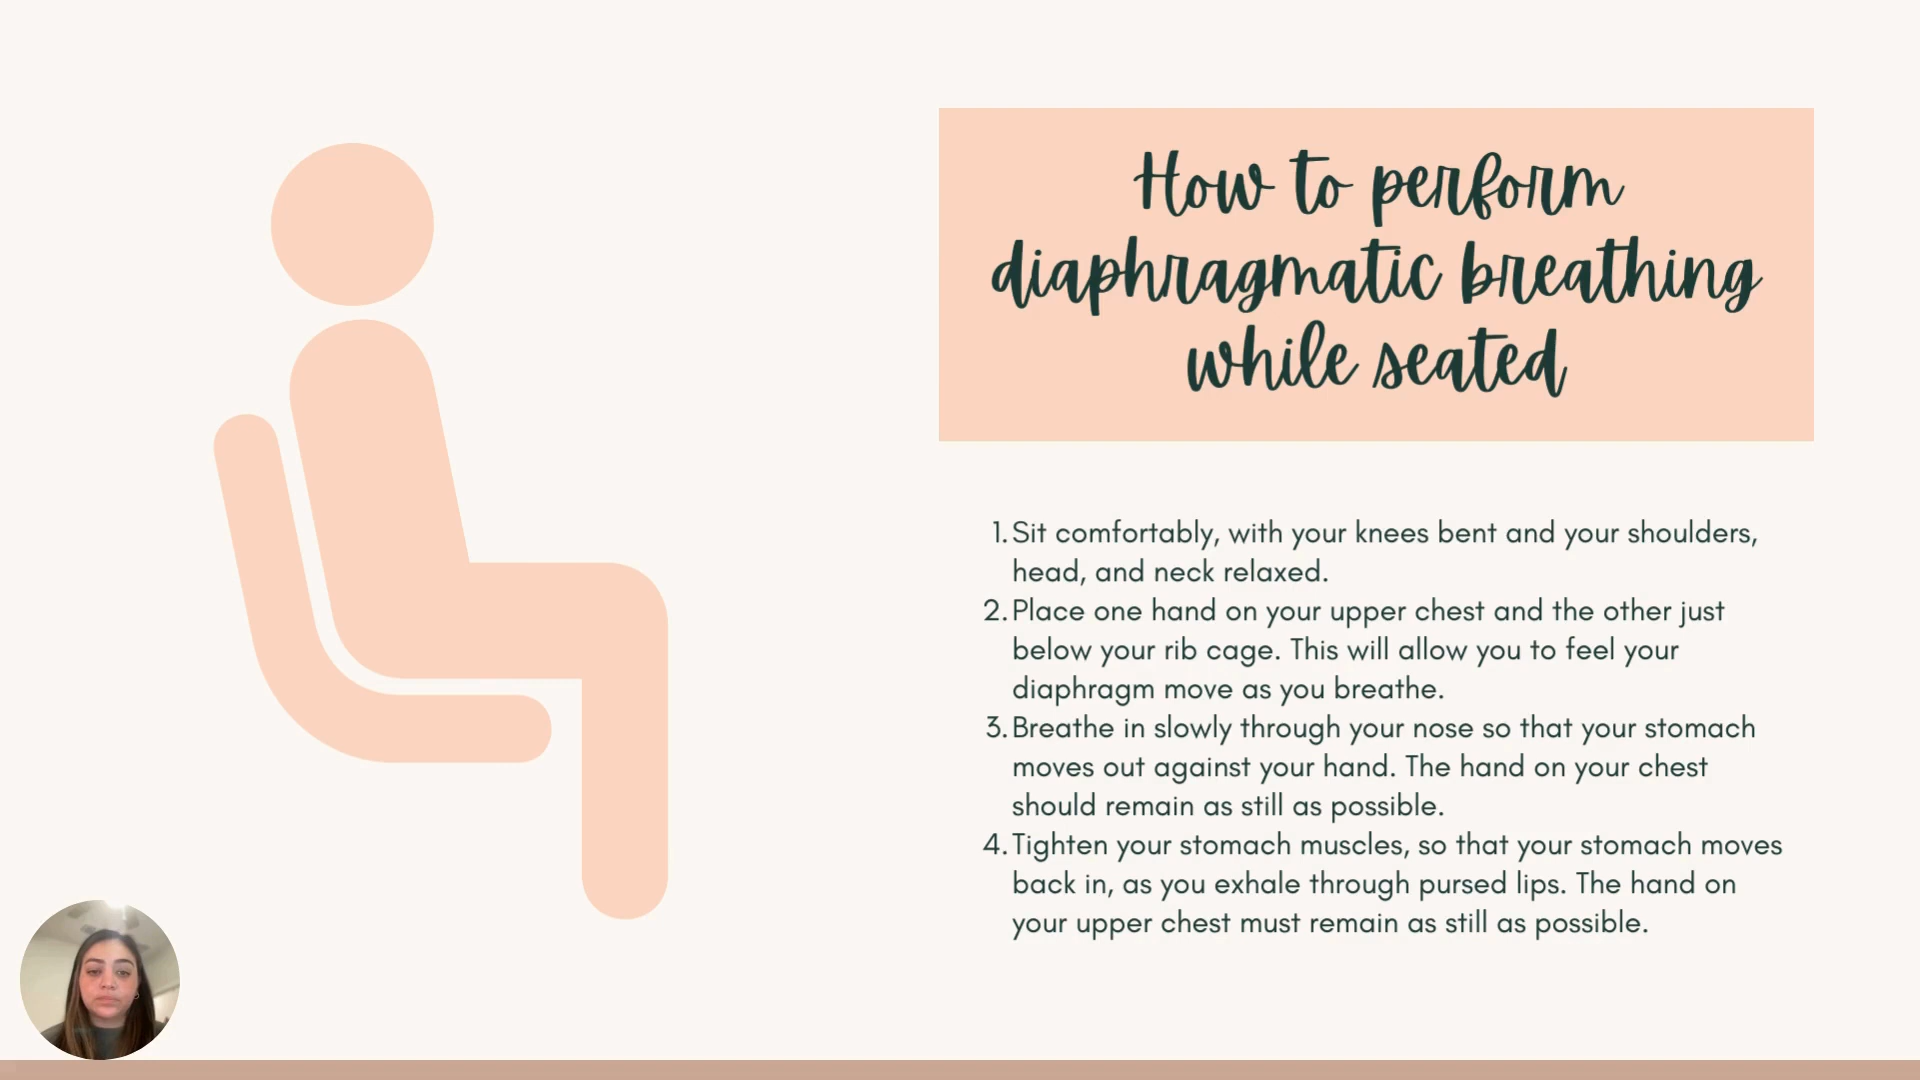 How to perform
diaphragmatic breathing
while seated
1. Sit comfortably, with your knees bent and your shoulders,
head, and neck relaxed.
2. Place one hand on your upper chest and the other just
below your rib cage. This will allow you to feel your
diaphragm move as you breathe.
3. Breathe in slowly through your nose so that your stomach
moves out against your hand. The hand on your chest
should remain as still as possible.
4. Tighten your stomach muscles, so that your stomach moves
back in, as you exhale through pursed lips. The hand on
your upper chest must remain as still as possible.